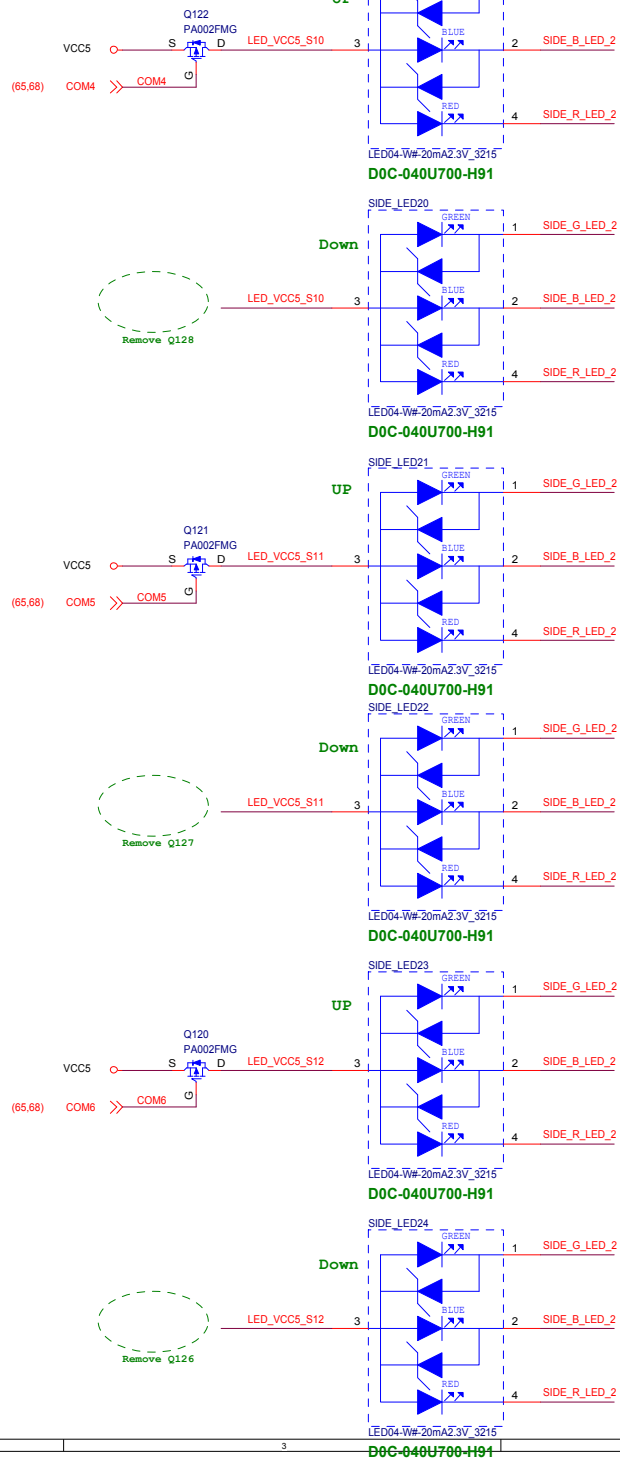 UP
Q122
PA002FMG
VCC5 S D LED_VCC5_S10 3 BLUE 2 SIDE_B_LED_2
G
(65,68) COM4 COM4
RED 4 SIDE_R_LED_2
LED04-W#-20mA2.3V_3215
D0C-040U700-H91
SIDE_LED20
GREEN 1 SIDE_G_LED_2
Down
LED_VCC5_S10 3 BLUE 2 SIDE_B_LED_2
Remove Q128
RED 4 SIDE_R_LED_2
LED04-W#-20mA2.3V_3215
D0C-040U700-H91
SIDE_LED21
GREEN 1 SIDE_G_LED_2
UP
Q121
PA002FMG
VCC5 S D LED_VCC5_S11 3 BLUE 2 SIDE_B_LED_2
G
(65,68) COM5 COM5
RED 4 SIDE_R_LED_2
LED04-W#-20mA2.3V_3215
D0C-040U700-H91
SIDE_LED22
GREEN 1 SIDE_G_LED_2
Down
LED_VCC5_S11 3 BLUE 2 SIDE_B_LED_2
Remove Q127
RED 4 SIDE_R_LED_2
LED04-W#-20mA2.3V_3215
D0C-040U700-H91
SIDE_LED23
GREEN 1 SIDE_G_LED_2
UP
Q120
PA002FMG
VCC5 S D LED_VCC5_S12 3 BLUE 2 SIDE_B_LED_2
G
(65,68) COM6 COM6
RED 4 SIDE_R_LED_2
LED04-W#-20mA2.3V_3215
D0C-040U700-H91
SIDE_LED24
GREEN 1 SIDE_G_LED_2
Down
LED_VCC5_S12 3 BLUE 2 SIDE_B_LED_2
Remove Q126
RED 4 SIDE_R_LED_2
LED04-W#-20mA2.3V_3215
3
D0C-040U700-H91